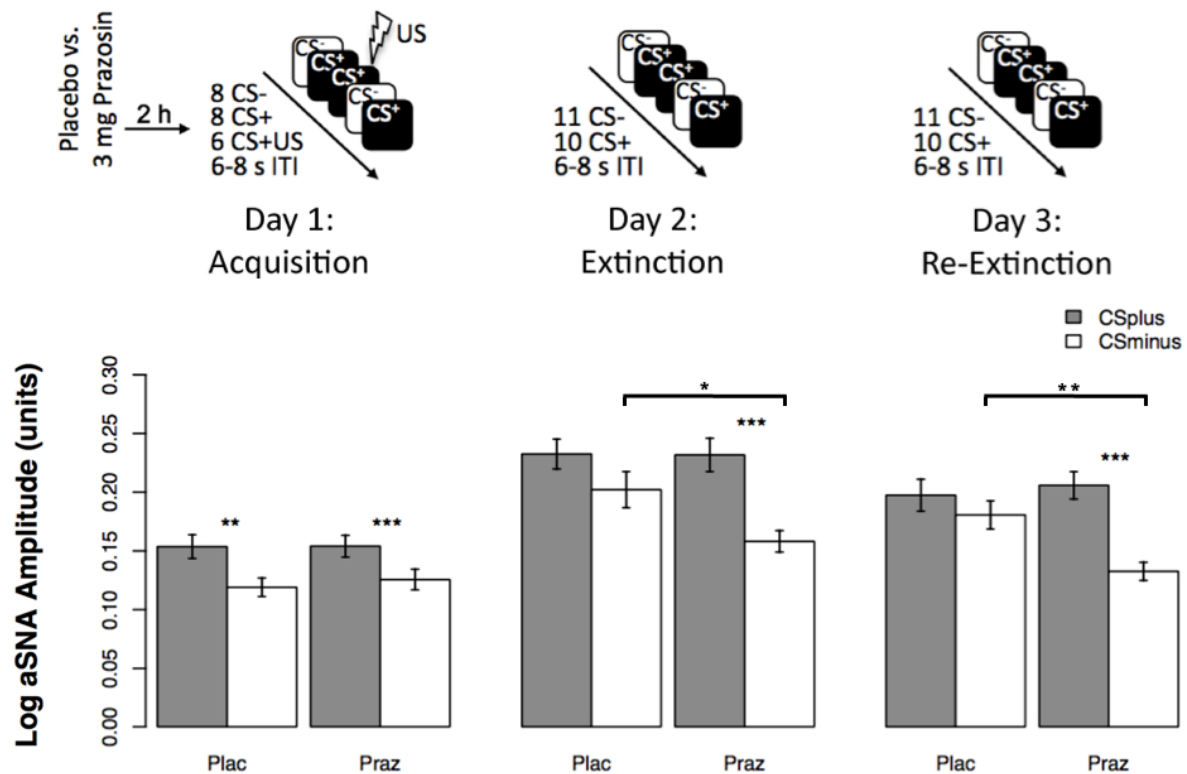 Placebo vs.
3 mg Prazosin
2 h
8 CS-
8 CS+
6 CS+US
6-8 s ITI
CS-
CS+
CS+
CS-
CS+
US
Day 1:
Acquisition
11 CS-
10 CS+
6-8 s ITI
CS-
CS+
CS+
CS-
CS+
Day 2:
Extinction
11 CS-
10 CS+
6-8 s ITI
CS-
CS+
CS+
CS-
CS+
Day 3:
Re-Extinction
CSplus
CSminus
Log aSNA Amplitude (units)
0.30
0.25
0.20
0.15
0.10
0.05
0.00
**
***
*
***
**
***
Plac
Praz
Plac
Praz
Plac
Praz